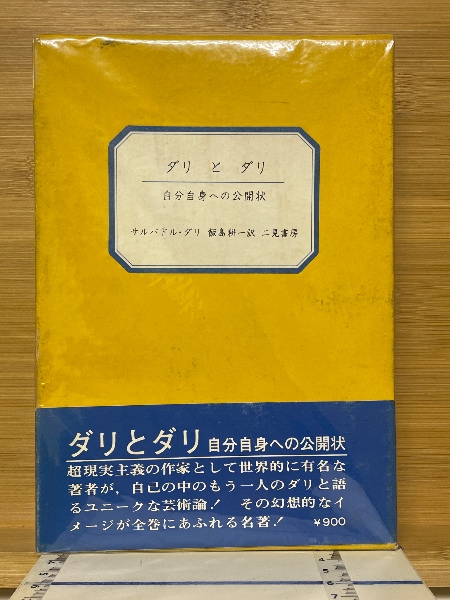 ダリ と ダリ
自分自身への公開状
サルバドル・ダリ 飯島耕一訳 二見書房
ダリとダリ 自分自身への公開状
超現実主義の作家として世界的に有名な
著者が，自己の中のもう一人のダリと語
るユニークな芸術論！ その幻想的なイ
メージが全巻にあふれる名著！ ¥900